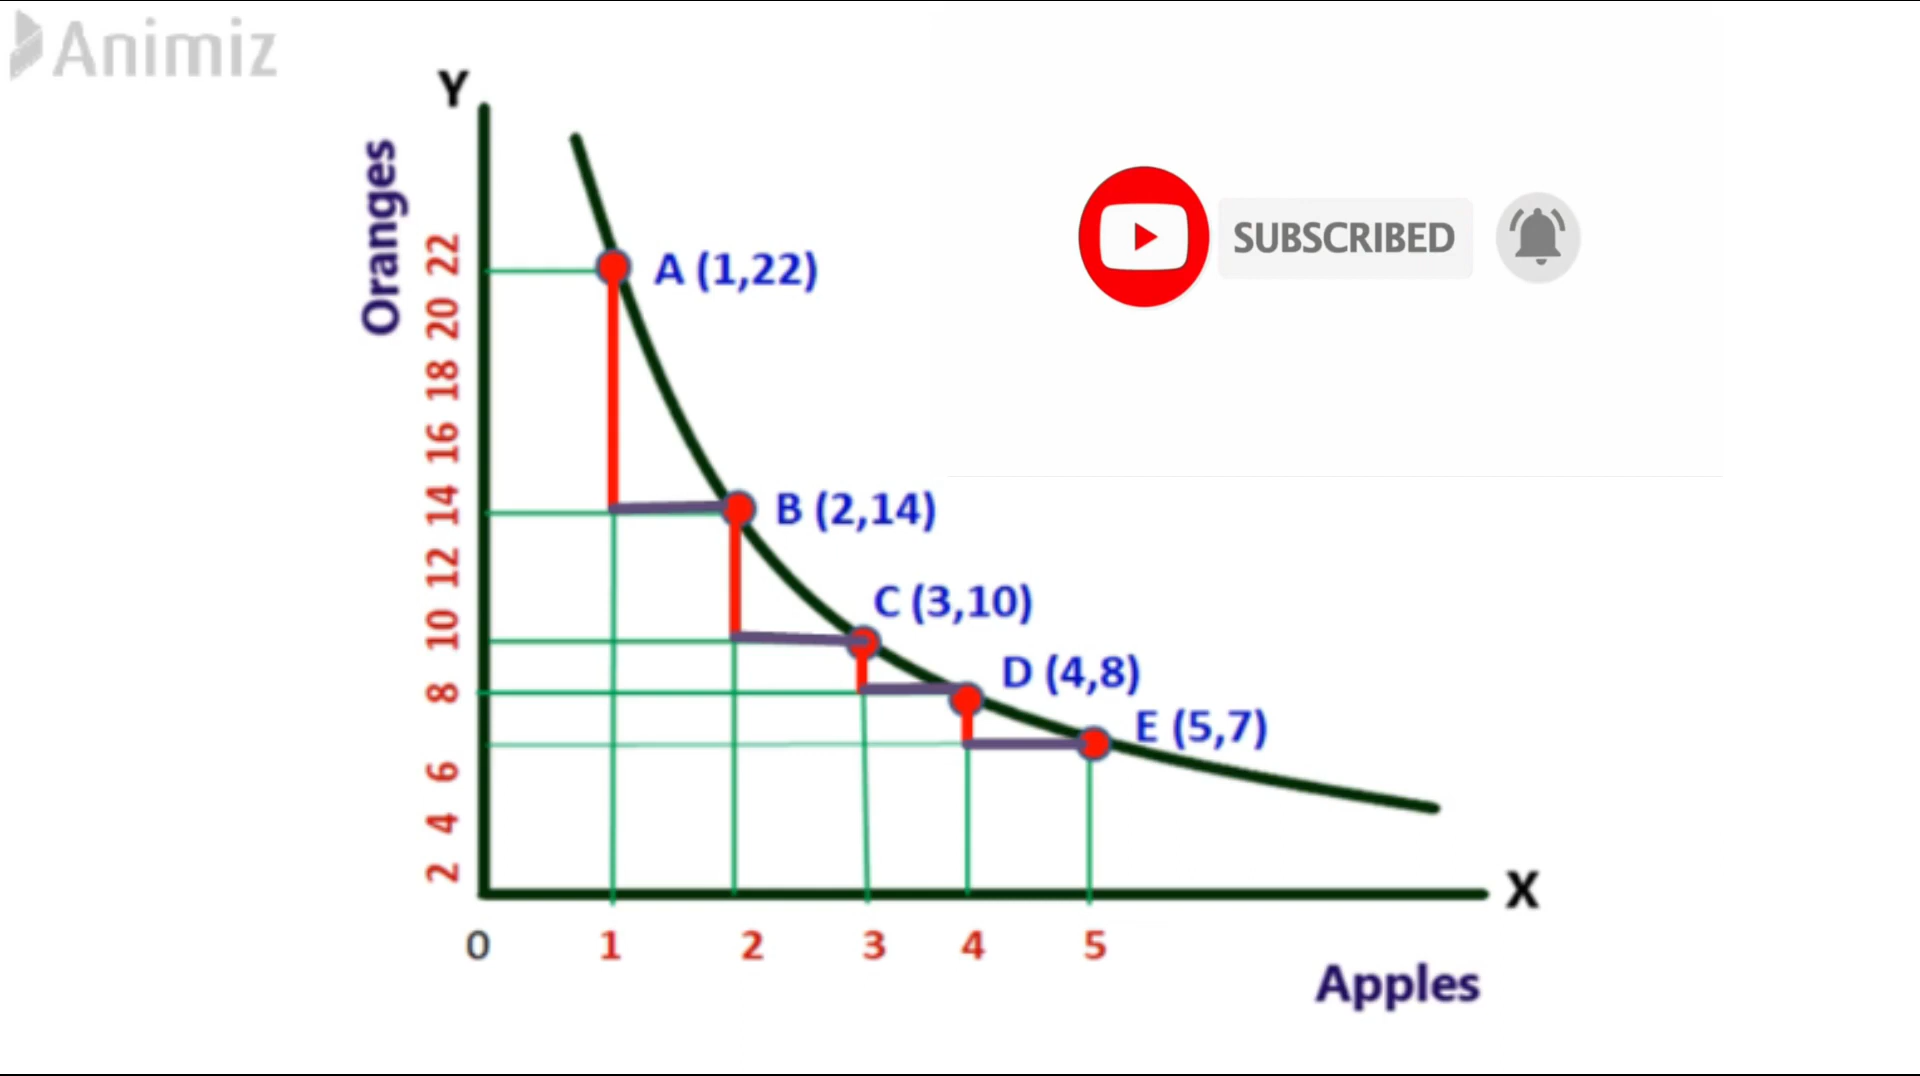 Animiz
Y
Oranges
22
20
18
16
14
12
10
8
6
4
2
A (1,22)
B (2,14)
C (3,10)
D (4,8)
E (5,7)
SUBSCRIBED
X
0 1 2 3 4 5
Apples